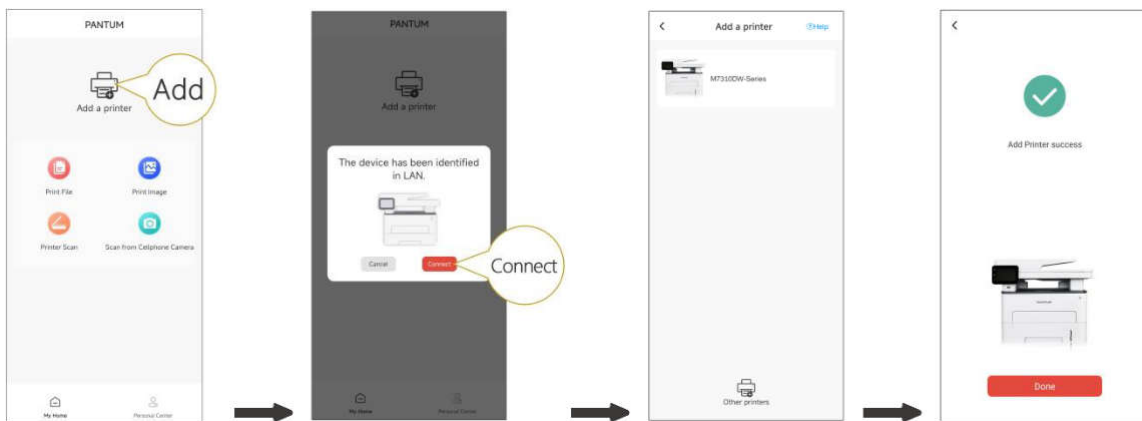 PANTUM
Add
Add a printer
Print File
Print Image
Printer Scan
Scan from Cellphone Camera
My Home
Personal Center
PANTUM
Add a printer
The device has been identified
in LAN.
Cancel
Connect
Connect
My Home
Personal Center
Add a printer
Help
M7310DW-Series
Other printers
Add Printer success
Done